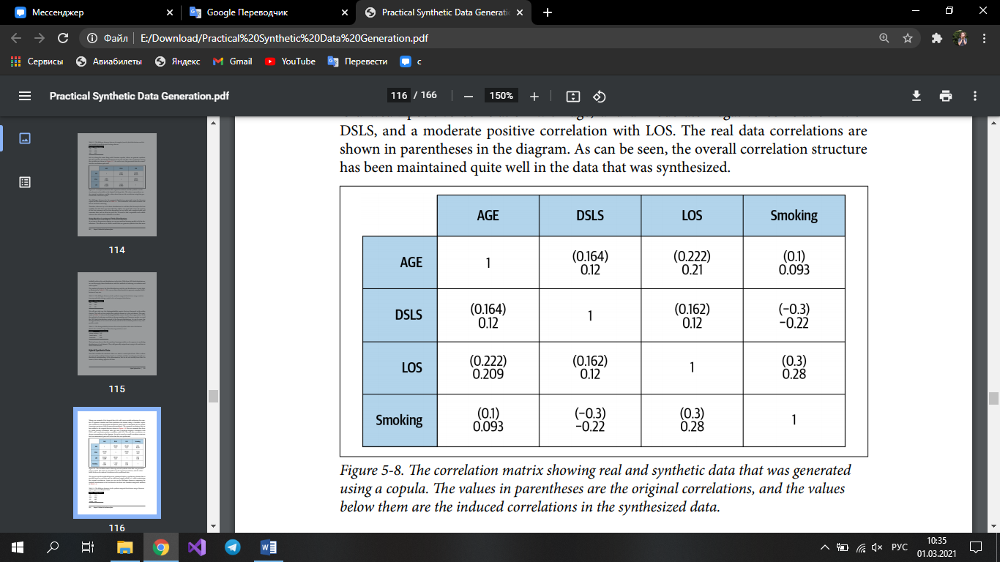 Мессенджер
Google Переводчик
Practical Synthetic Data Generati
Файл
E:/Download/Practical%20Synthetic%20Data%20Generation.pdf
Сервисы
Авиабилеты
Яндекс
Gmail
YouTube
Перевести
с
Practical Synthetic Data Generation.pdf
116 / 166
150%
114
115
116
DSLS, and a moderate positive correlation with LOS. The real data correlations are
shown in parentheses in the diagram. As can be seen, the overall correlation structure
has been maintained quite well in the data that was synthesized.
AGE DSLS LOS Smoking
AGE 1 (0.164) 0.12 (0.222) 0.21 (0.1) 0.093
DSLS (0.164) 0.12 1 (0.162) 0.12 (−0.3) −0.22
LOS (0.222) 0.209 (0.162) 0.12 1 (0.3) 0.28
Smoking (0.1) 0.093 (−0.3) −0.22 (0.3) 0.28 1
Figure 5-8. The correlation matrix showing real and synthetic data that was generated
using a copula. The values in parentheses are the original correlations, and the values
below them are the induced correlations in the synthesized data.
РУС
10:35
01.03.2021